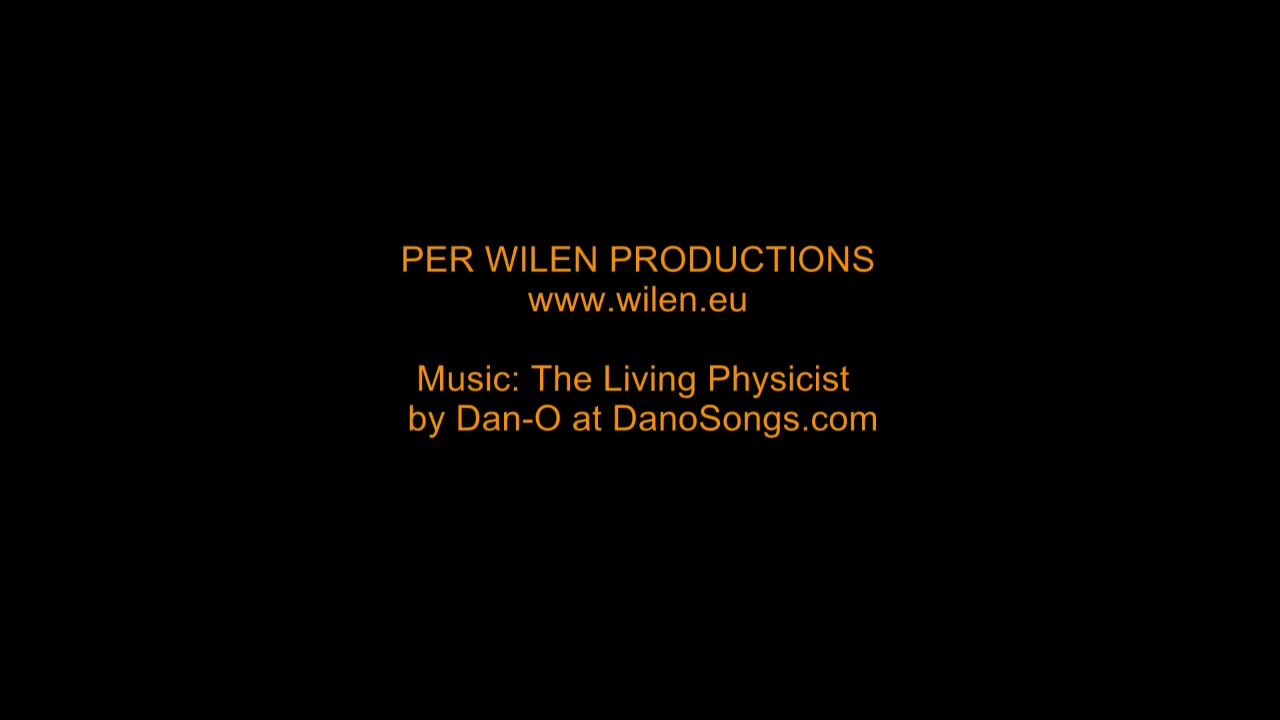 PER WILEN PRODUCTIONS
www.wilen.eu
Music: The Living Physicist
by Dan-O at DanoSongs.com